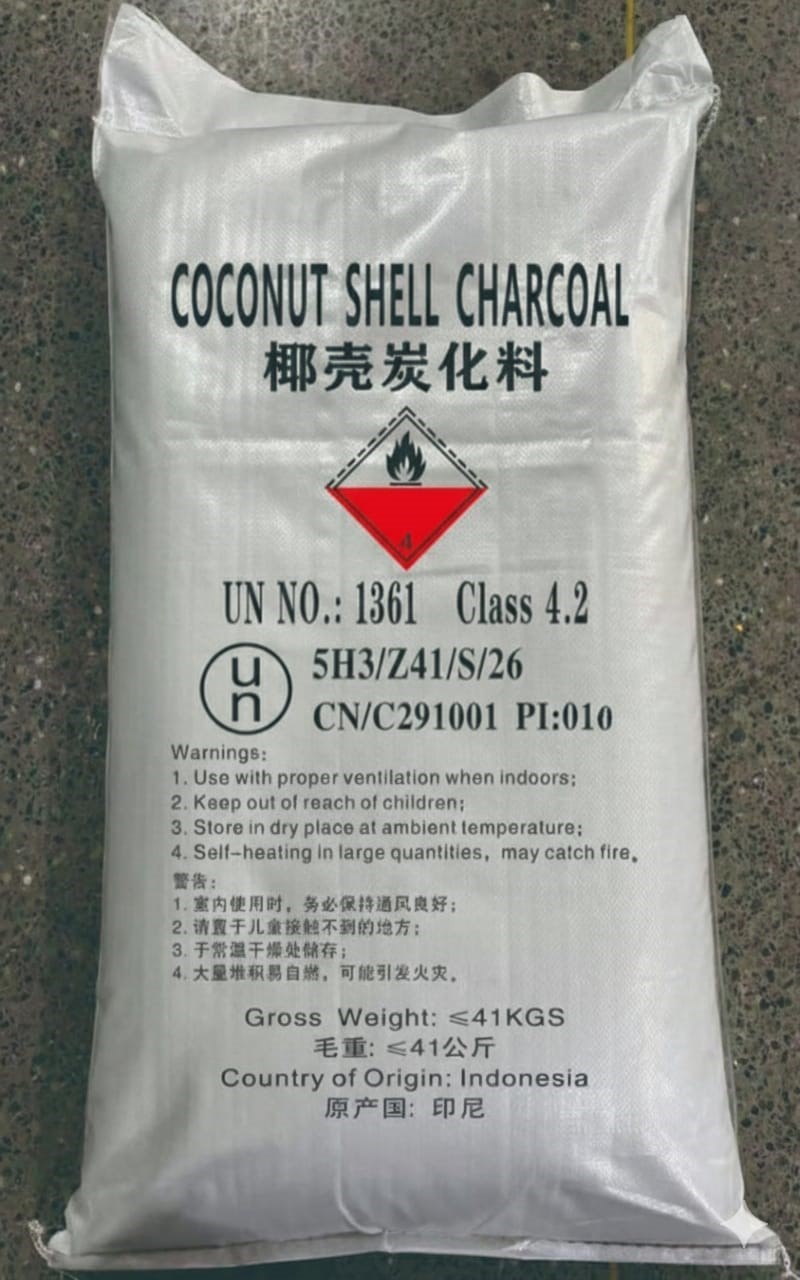 COCONUT SHELL CHARCOAL
椰壳炭化料
4
UN NO.: 1361 Class 4.2
un
5H3/Z41/S/26
CN/C291001 PI:010
Warnings:
1. Use with proper ventilation when indoors;
2. Keep out of reach of children;
3. Store in dry place at ambient temperature;
4. Self-heating in large quantities, may catch fire。
警告:
1. 室内使用时，务必保持通风良好;
2. 请置于儿童接触不到的地方;
3. 于常温干燥处储存;
4. 大量堆积易自燃，可能引发火灾。
Gross Weight: ≤41KGS
毛重: ≤41公斤
Country of Origin: Indonesia
原产国: 印尼